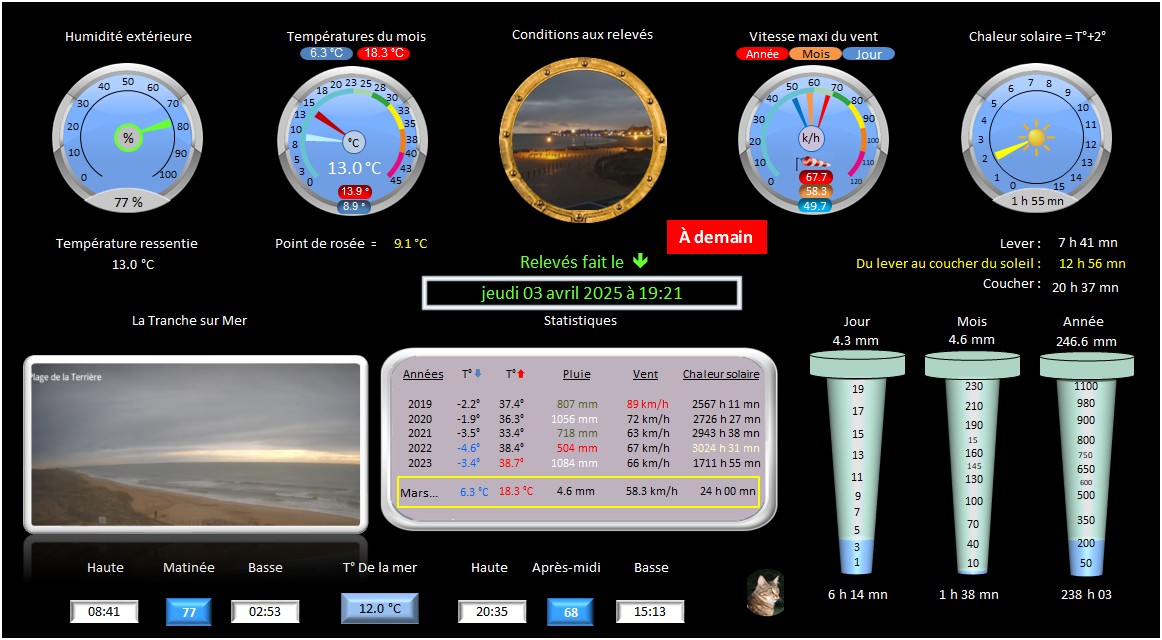 Humidité extérieure
Températures du mois
Conditions aux relevés
Vitesse maxi du vent
Chaleur solaire = T°+2°
6.3 °C 18.3 °C
Année Mois Jour
0 10 20 30 40 50 60 70 80 90 100
%
77 %
0 3 5 8 10 13 15 18 20 23 25 28 30 33 35 38 40 43 45
°C
13.0 °C
13.9 °
8.9 °
0 10 20 30 40 50 60 70 80 90 100 110 120
k/h
67.7
58.3
49.7
0 1 2 3 4 5 6 7 8 9 10 11 12 13 14 15
1 h 55 mn
Température ressentie
13.0 °C
Point de rosée = 9.1 °C
À demain
Relevés fait le
jeudi 03 avril 2025 à 19:21
Lever : 7 h 41 mn
Du lever au coucher du soleil : 12 h 56 mn
Coucher : 20 h 37 mn
La Tranche sur Mer
Plage de la Terrière
Statistiques
Années T° T° Pluie Vent Chaleur solaire
2019 -2.2° 37.4° 807 mm 89 km/h 2567 h 11 mn
2020 -1.9° 36.3° 1056 mm 72 km/h 2726 h 27 mn
2021 -3.5° 33.4° 718 mm 63 km/h 2943 h 38 mn
2022 -4.6° 38.4° 504 mm 67 km/h 3024 h 31 mn
2023 -3.4° 38.7° 1084 mm 66 km/h 1711 h 55 mn
Mars... 6.3 °C 18.3 °C 4.6 mm 58.3 km/h 24 h 00 mn
Jour
4.3 mm
19
17
15
13
11
9
7
5
3
1
6 h 14 mn
Mois
4.6 mm
230
210
190
15
160
145
130
100
70
40
10
1 h 38 mn
Année
246.6 mm
1100
980
900
800
750
650
600
500
350
200
50
238 h 03
Haute Matinée Basse T° De la mer Haute Après-midi Basse
08:41 77 02:53 12.0 °C 20:35 68 15:13